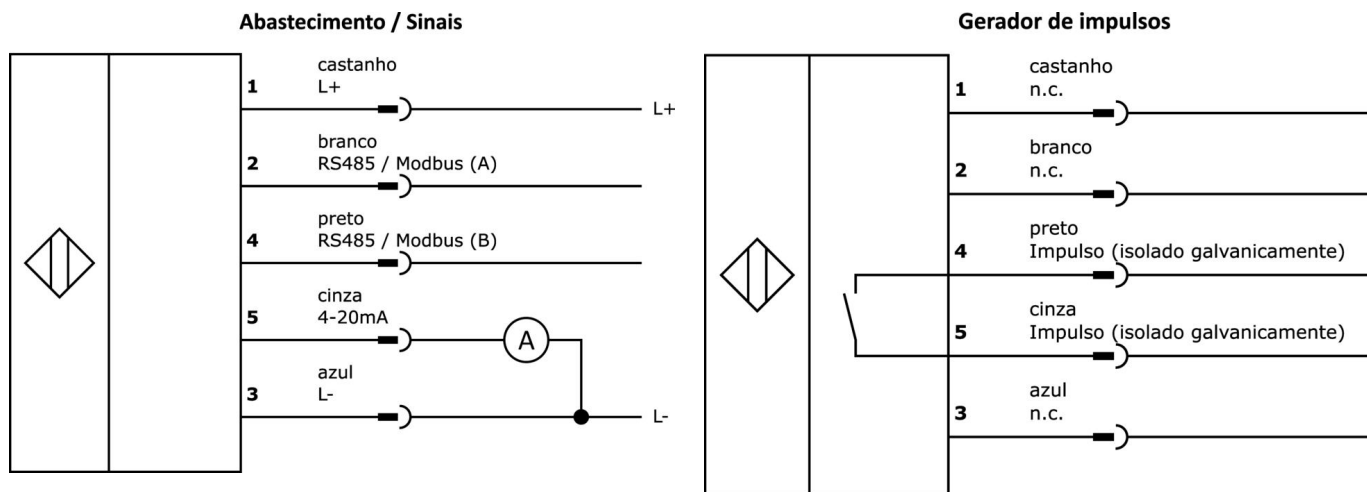 Abastecimento / Sinais
castanho
1 L+
L+
branco
2 RS485 / Modbus (A)
preto
4 RS485 / Modbus (B)
cinza
5 4-20mA
A
azul
3 L-
L-
Gerador de impulsos
castanho
1 n.c.
branco
2 n.c.
preto
4 Impulso (isolado galvanicamente)
cinza
5 Impulso (isolado galvanicamente)
azul
3 n.c.